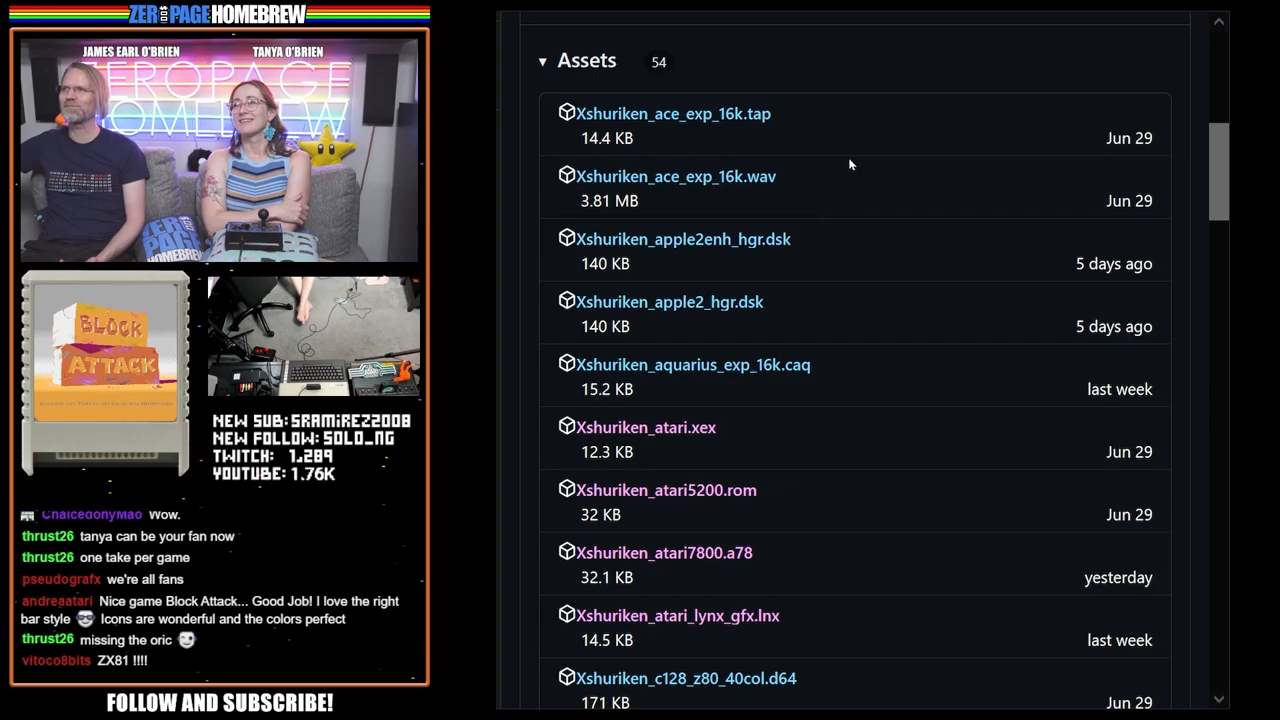 ZEROPAGE HOMEBREW
JAMES EARL O'BRIEN
TANYA O'BRIEN
ZEROPAGE
HOMEBREW
ZERO
PAGE
BLOCK
ATTACK
NEW SUB:SRAMIREZ2008
NEW FOLLOW: SOLO_NG
TWITCH: 1,289
YOUTUBE: 1.76K
ChalcedonyMao Wow.
thrust26 tanya can be your fan now
thrust26 one take per game
pseudografx we're all fans
andreaatari Nice game Block Attack... Good Job! I love the right
bar style Icons are wonderful and the colors perfect
thrust26 missing the oric
vitoco8bits ZX81 !!!!
FOLLOW AND SUBSCRIBE!
Assets 54
Xshuriken_ace_exp_16k.tap
14.4 KB Jun 29
Xshuriken_ace_exp_16k.wav
3.81 MB Jun 29
Xshuriken_apple2enh_hgr.dsk
140 KB 5 days ago
Xshuriken_apple2_hgr.dsk
140 KB 5 days ago
Xshuriken_aquarius_exp_16k.caq
15.2 KB last week
Xshuriken_atari.xex
12.3 KB Jun 29
Xshuriken_atari5200.rom
32 KB Jun 29
Xshuriken_atari7800.a78
32.1 KB yesterday
Xshuriken_atari_lynx_gfx.lnx
14.5 KB last week
Xshuriken_c128_z80_40col.d64
171 KB Jun 29